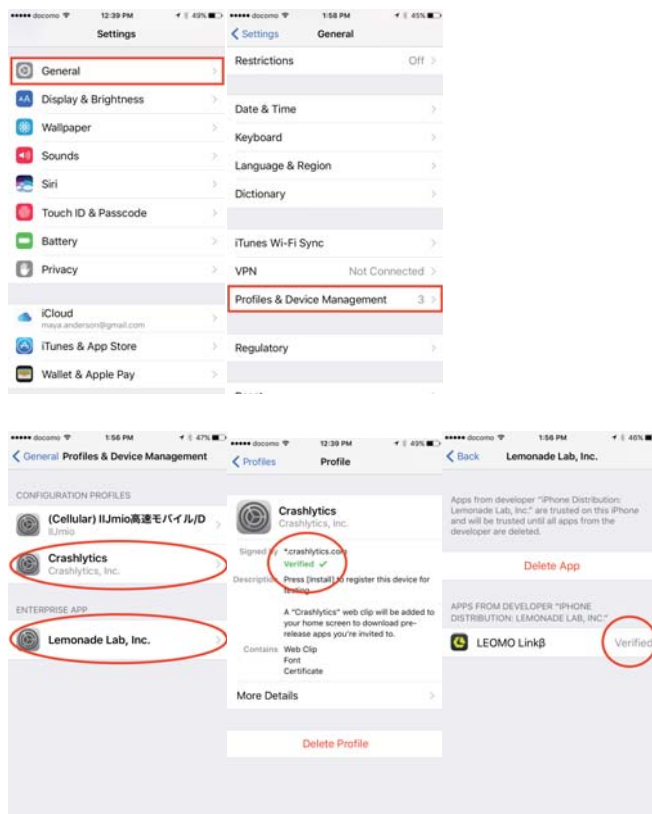 docomo 12:39 PM 49%
Settings
General
Display & Brightness
Wallpaper
Sounds
Siri
Touch ID & Passcode
Battery
Privacy
iCloud
maya.anderson@gmail.com
iTunes & App Store
Wallet & Apple Pay
docomo 1:58 PM 45%
Settings General
Restrictions Off
Date & Time
Keyboard
Language & Region
Dictionary
iTunes Wi-Fi Sync
VPN Not Connected
Profiles & Device Management 3
Regulatory
docomo 1:56 PM 47%
General Profiles & Device Management
CONFIGURATION PROFILES
(Cellular) IIJmio高速モバイル/D
IIJmio
Crashlytics
Crashlytics, Inc.
ENTERPRISE APP
Lemonade Lab, Inc.
docomo 12:39 PM 49%
Profiles Profile
Crashlytics
Crashlytics, Inc.
Signed by *.crashlytics.com
Verified ✓
Description Press [Install] to register this device for
testing
A "Crashlytics" web clip will be added to
your home screen to download pre-
release apps you're invited to.
Contains Web Clip
Font
Certificate
More Details
Delete Profile
docomo 1:56 PM 46%
Back Lemonade Lab, Inc.
Apps from developer "iPhone Distribution:
Lemonade Lab, Inc." are trusted on this iPhone
and will be trusted until all apps from the
developer are deleted.
Delete App
APPS FROM DEVELOPER "IPHONE
DISTRIBUTION: LEMONADE LAB, INC."
LEOMO Linkβ Verified